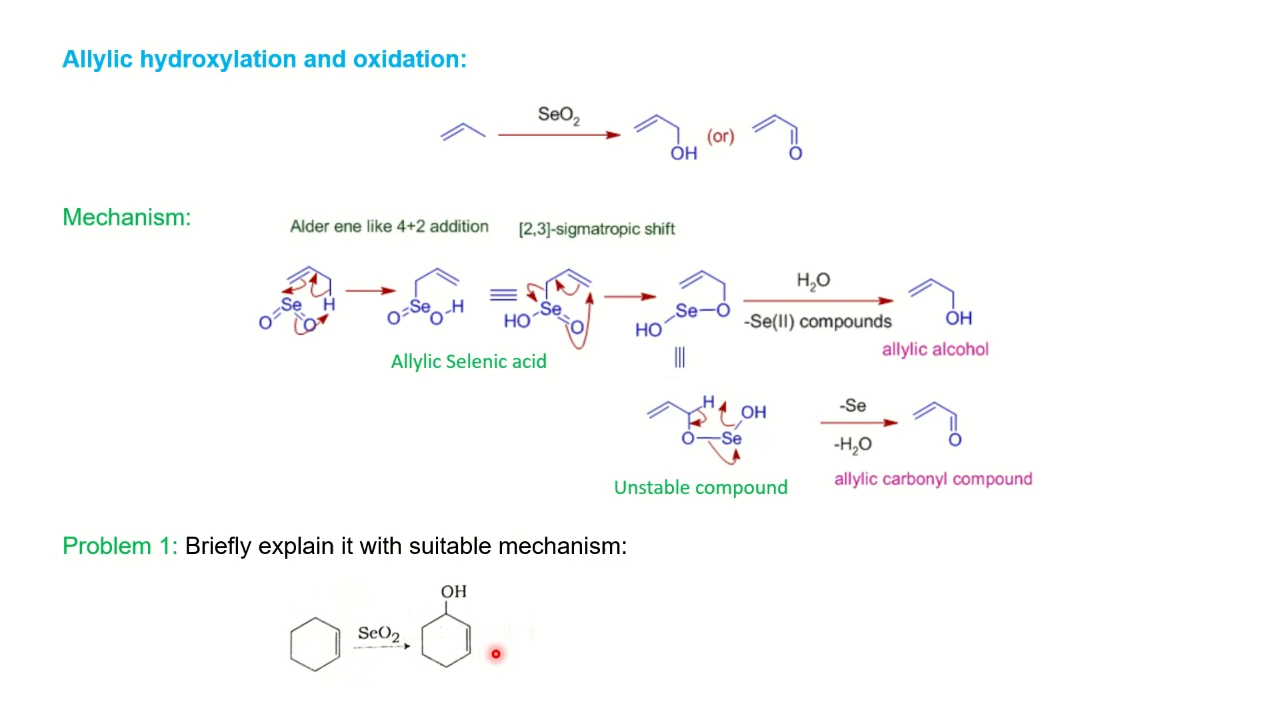 Allylic hydroxylation and oxidation:
SeO2
OH (or) O
Mechanism:
Alder ene like 4+2 addition [2,3]-sigmatropic shift
Se H O O
O Se O H
HO Se O
HO Se O
H2O
-Se(II) compounds
OH
allylic alcohol
Allylic Selenic acid
H OH
O Se
-Se
-H2O
O
Unstable compound
allylic carbonyl compound
Problem 1: Briefly explain it with suitable mechanism:
SeO2
OH